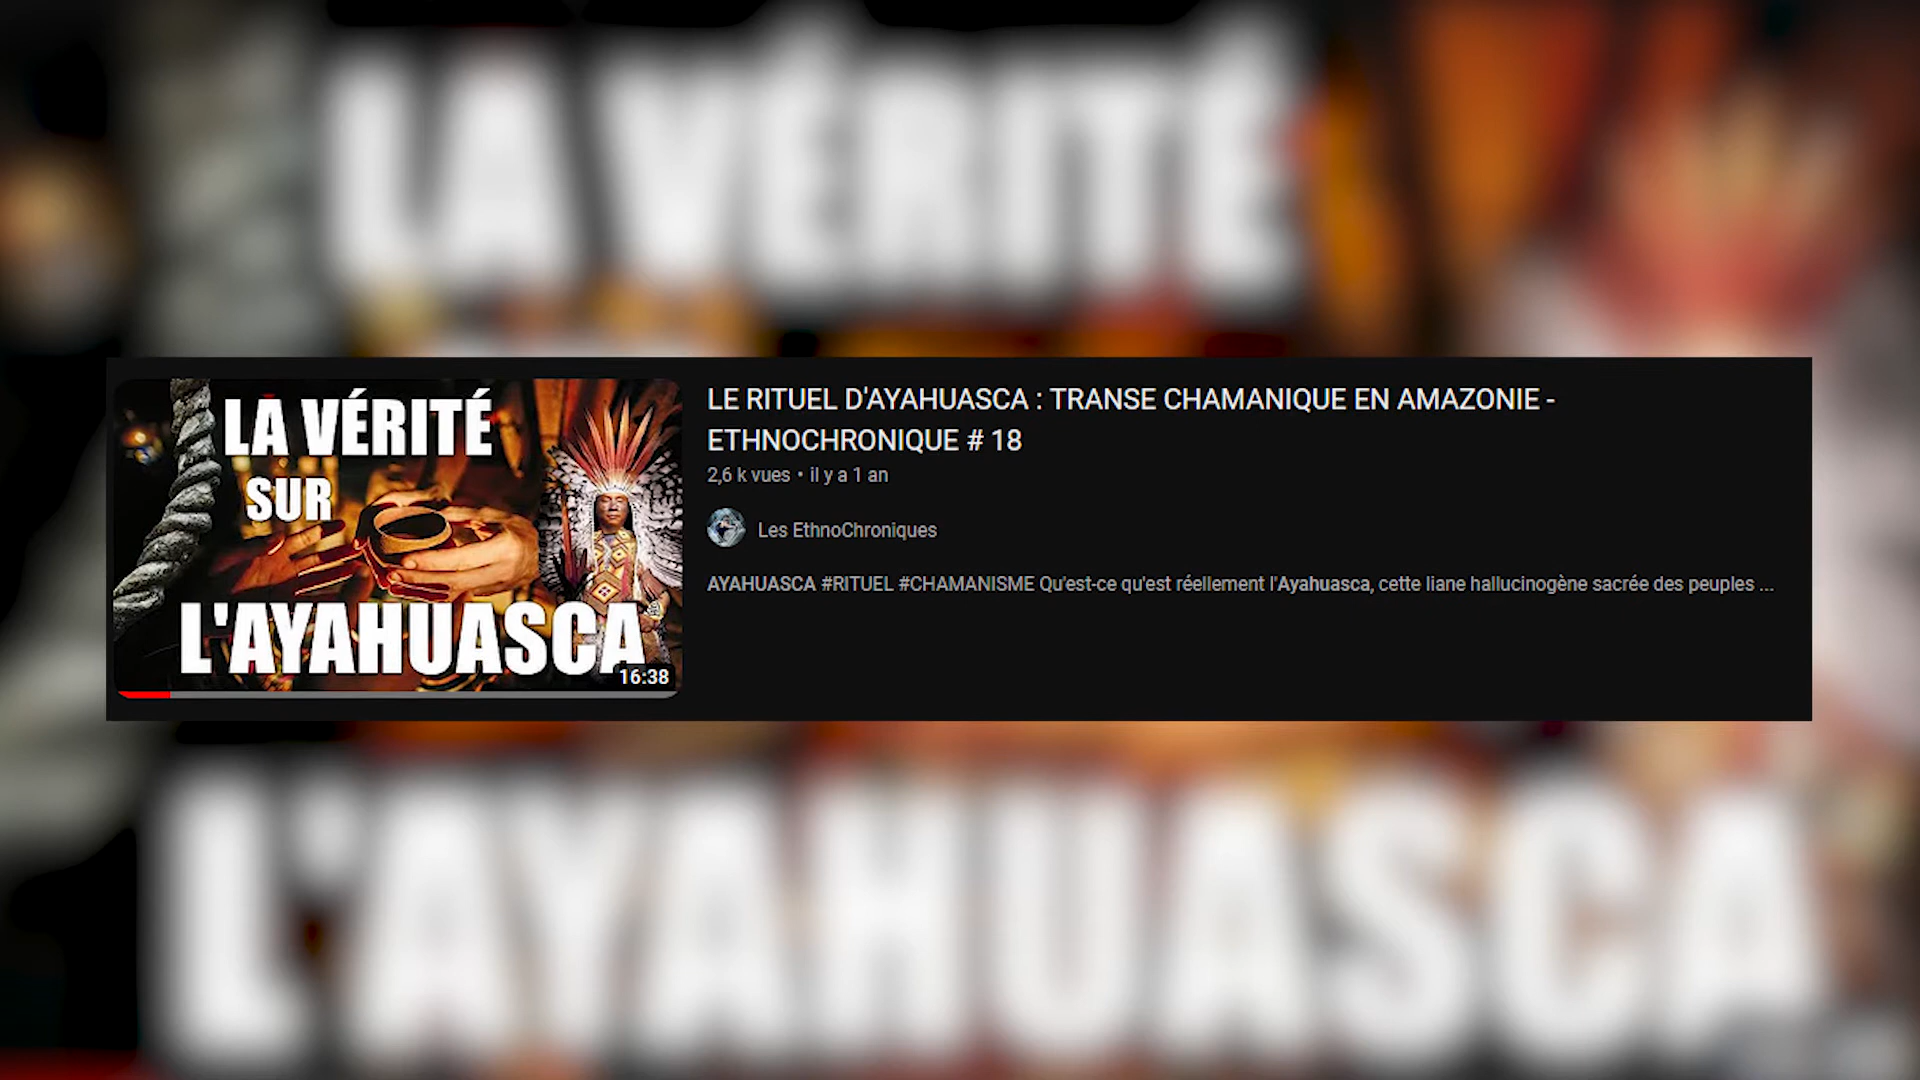 LA VÉRITÉ
LA VÉRITÉ
SUR
L'AYAHUASCA
16:38
LE RITUEL D'AYAHUASCA : TRANSE CHAMANIQUE EN AMAZONIE -
ETHNOCHRONIQUE # 18
2,6 k vues • il y a 1 an
Les EthnoChroniques
AYAHUASCA #RITUEL #CHAMANISME Qu'est-ce qu'est réellement l'Ayahuasca, cette liane hallucinogène sacrée des peuples ...
L'AYAHUASCA